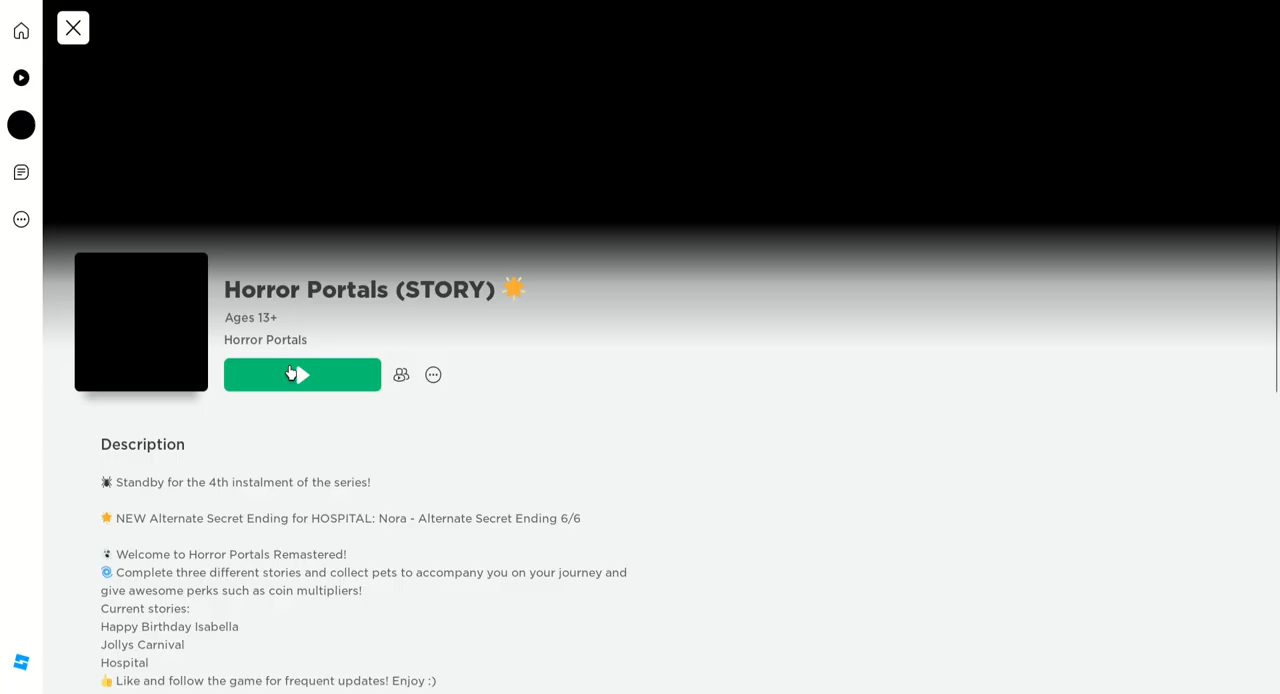 Horror Portals (STORY)
Ages 13+
Horror Portals
Description
Standby for the 4th instalment of the series!
NEW Alternate Secret Ending for HOSPITAL: Nora - Alternate Secret Ending 6/6
Welcome to Horror Portals Remastered!
Complete three different stories and collect pets to accompany you on your journey and
give awesome perks such as coin multipliers!
Current stories:
Happy Birthday Isabella
Jollys Carnival
Hospital
Like and follow the game for frequent updates! Enjoy :)